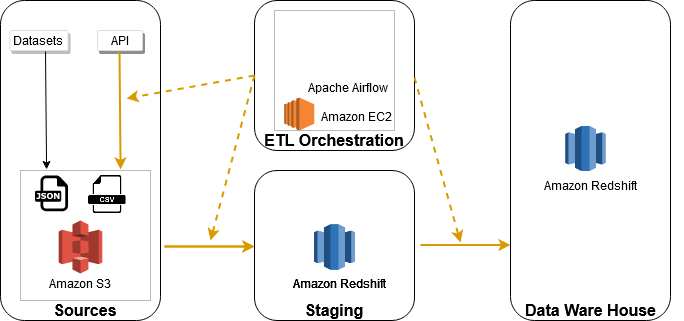 Datasets
API
JSON
CSV
Amazon S3
Sources
Apache Airflow
Amazon EC2
ETL Orchestration
Amazon Redshift
Staging
Amazon Redshift
Data Ware House